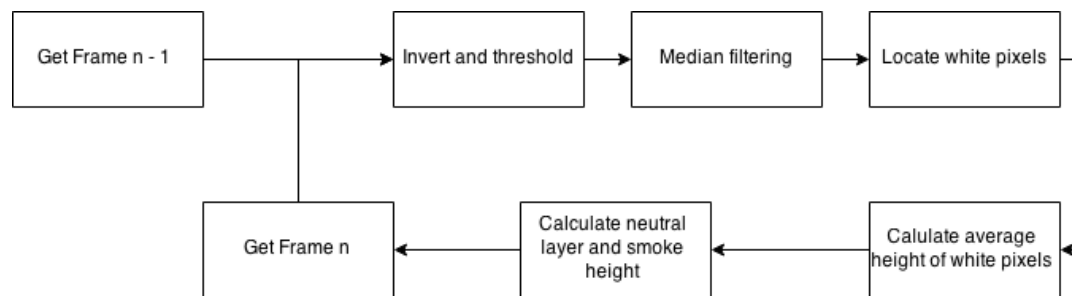 Get Frame n - 1
Invert and threshold
Median filtering
Locate white pixels
Calulate average
height of white pixels
Calculate neutral
layer and smoke
height
Get Frame n